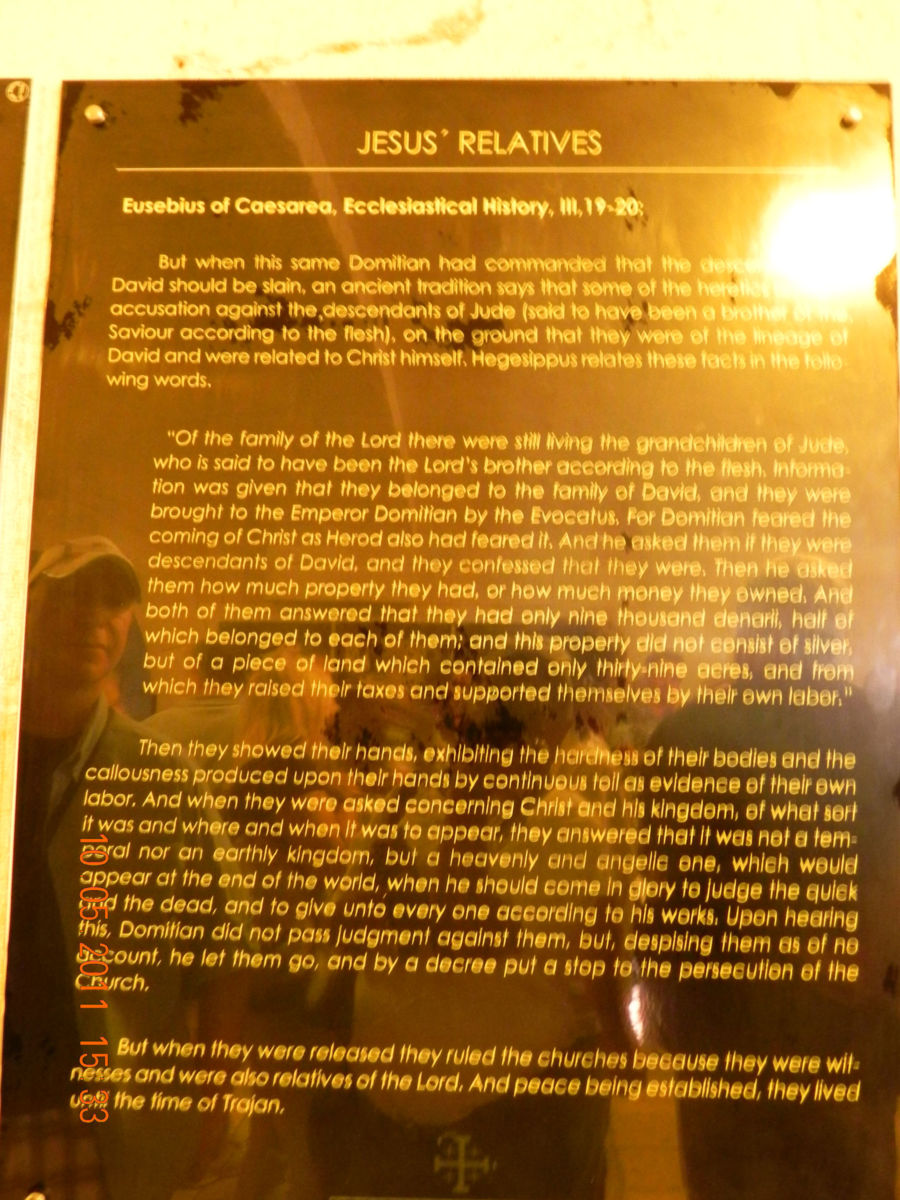 JESUS´ RELATIVES
Eusebius of Caesarea, Ecclesiastical History, III,19-20:
But when this same Domitian had commanded that the
David should be slain, an ancient tradition says that some of the
accusation against the descendants of Jude (said to have been a brother of the
Saviour according to the flesh), on the ground that they were of the lineage of
David and were related to Christ himself. Hegesippus relates these facts in the follo-
wing words.
"Of the family of the Lord there were still living the grandchildren of Jude,
who is said to have been the Lord's brother according to the flesh. Informa-
tion was given that they belonged to the family of David, and they were
brought to the Emperor Domitian by the Evocatus. For Domitian feared the
coming of Christ as Herod also had feared it. And he asked them if they were
descendants of David, and they confessed that they were. Then he asked
them how much property they had, or how much money they owned. And
both of them answered that they had only nine thousand denarii, half of
which belonged to each of them; and this property did not consist of silver,
but of a piece of land which contained only thirty-nine acres, and from
which they raised their taxes and supported themselves by their own labor."
Then they showed their hands, exhibiting the hardness of their bodies and the
callousness produced upon their hands by continuous toil as evidence of their own
labor. And when they were asked concerning Christ and his kingdom, of what sort
it was and where and when it was to appear, they answered that it was not a tem-
poral nor an earthly kingdom, but a heavenly and angelic one, which would
appear at the end of the world, when he should come in glory to judge the quick
and the dead, and to give unto every one according to his works. Upon hearing
this, Domitian did not pass judgment against them, but, despising them as of no
account, he let them go, and by a decree put a stop to the persecution of the
Church.
But when they were released they ruled the churches because they were wit-
nesses and were also relatives of the Lord. And peace being established, they lived
until the time of Trajan.